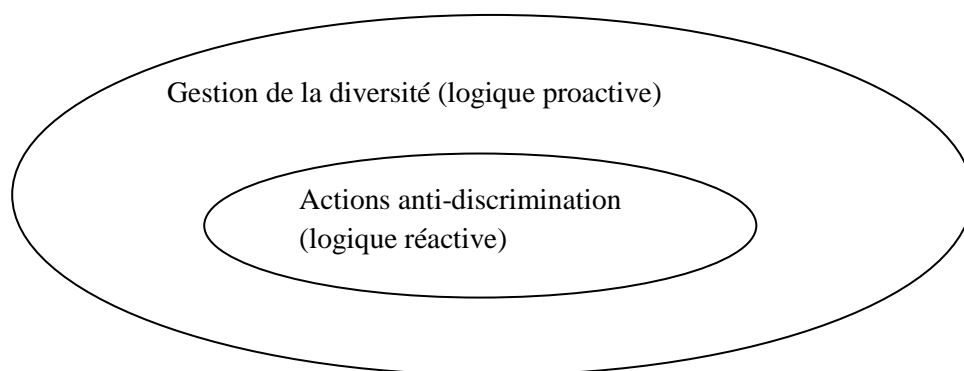 Gestion de la diversité (logique proactive)
Actions anti-discrimination
(logique réactive)